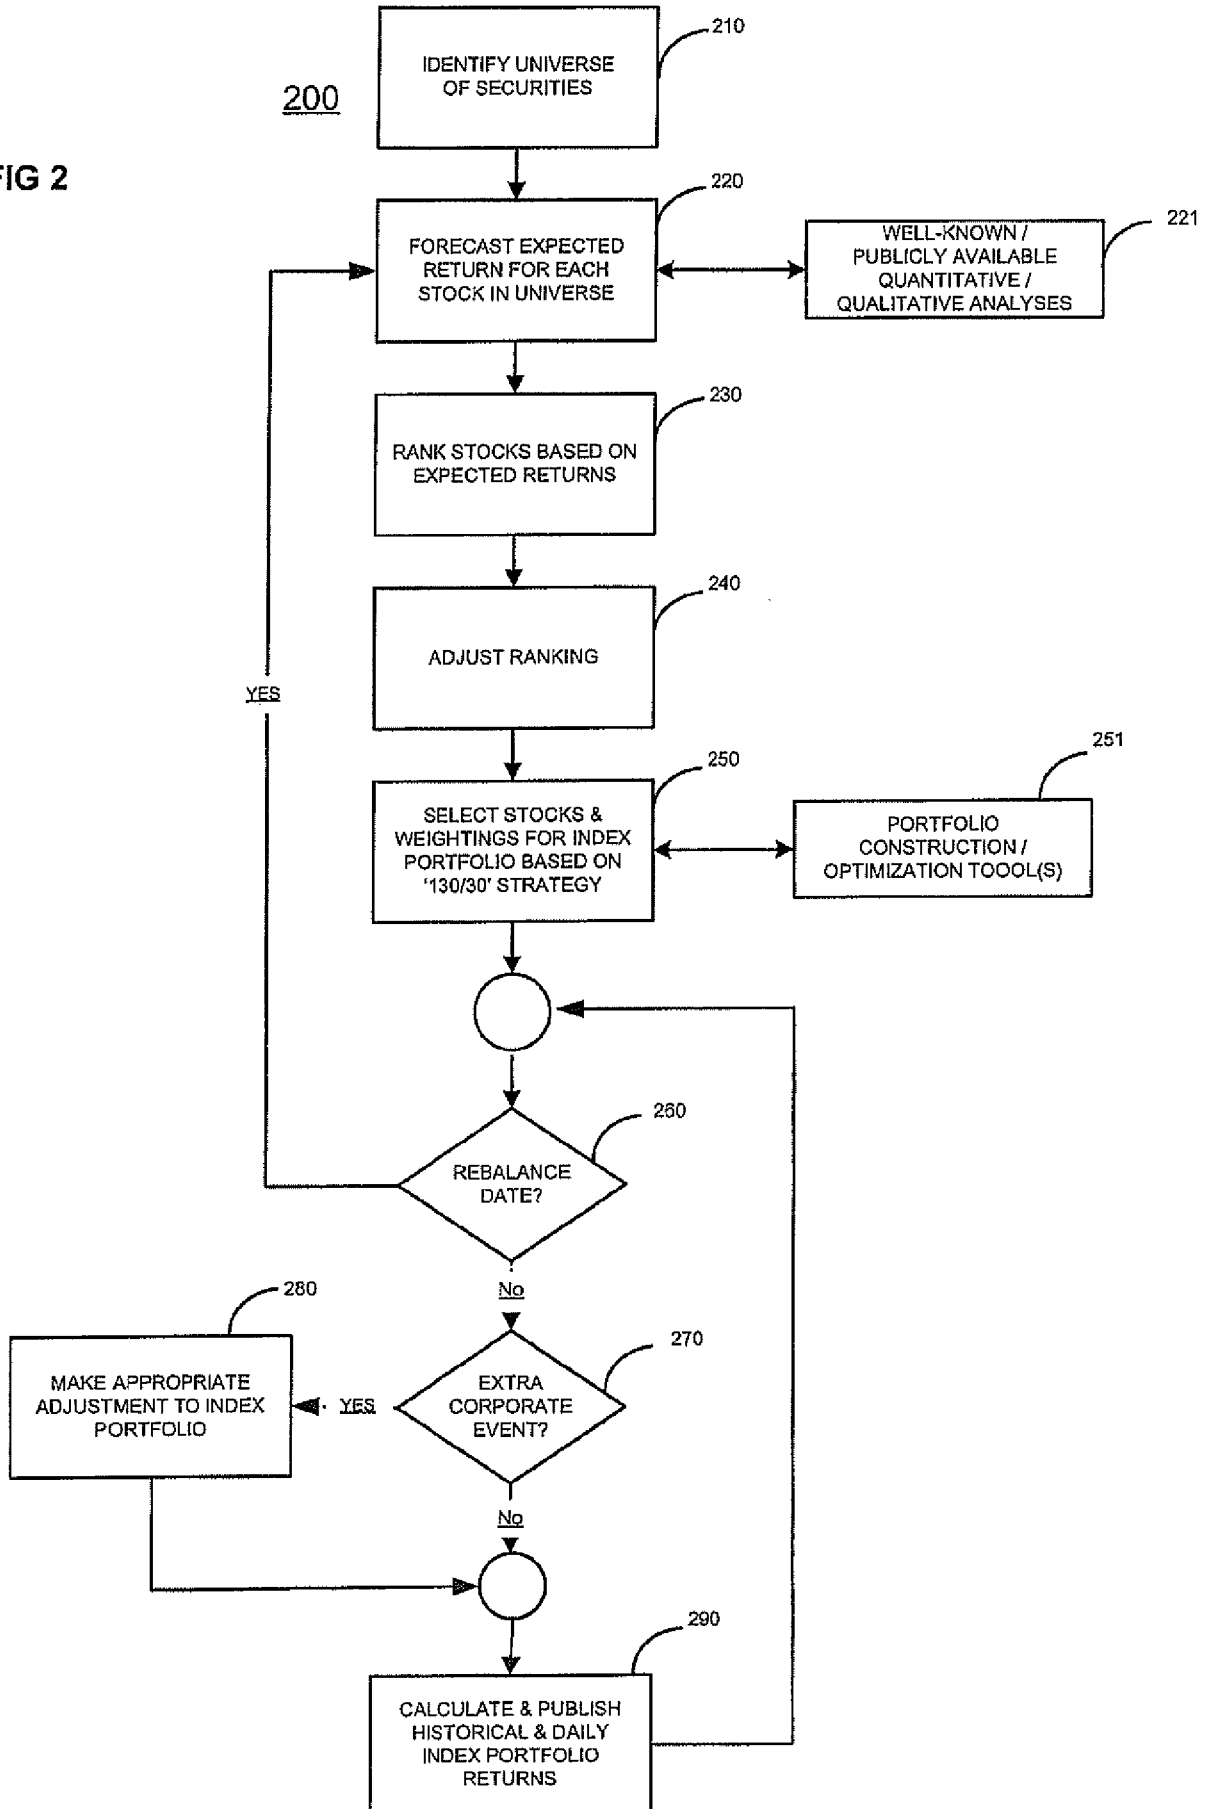 210
IDENTIFY UNIVERSE
OF SECURITIES
200
FIG 2
220
FORECAST EXPECTED
RETURN FOR EACH
STOCK IN UNIVERSE
221
WELL-KNOWN /
PUBLICLY AVAILABLE
QUANTITATIVE /
QUALITATIVE ANALYSES
230
RANK STOCKS BASED ON
EXPECTED RETURNS
240
ADJUST RANKING
YES
250
SELECT STOCKS &
WEIGHTINGS FOR INDEX
PORTFOLIO BASED ON
'130/30' STRATEGY
251
PORTFOLIO
CONSTRUCTION /
OPTIMIZATION TOOOL(S)
260
REBALANCE
DATE?
No
280
MAKE APPROPRIATE
ADJUSTMENT TO INDEX
PORTFOLIO
YES
270
EXTRA
CORPORATE
EVENT?
No
290
CALCULATE & PUBLISH
HISTORICAL & DAILY
INDEX PORTFOLIO
RETURNS